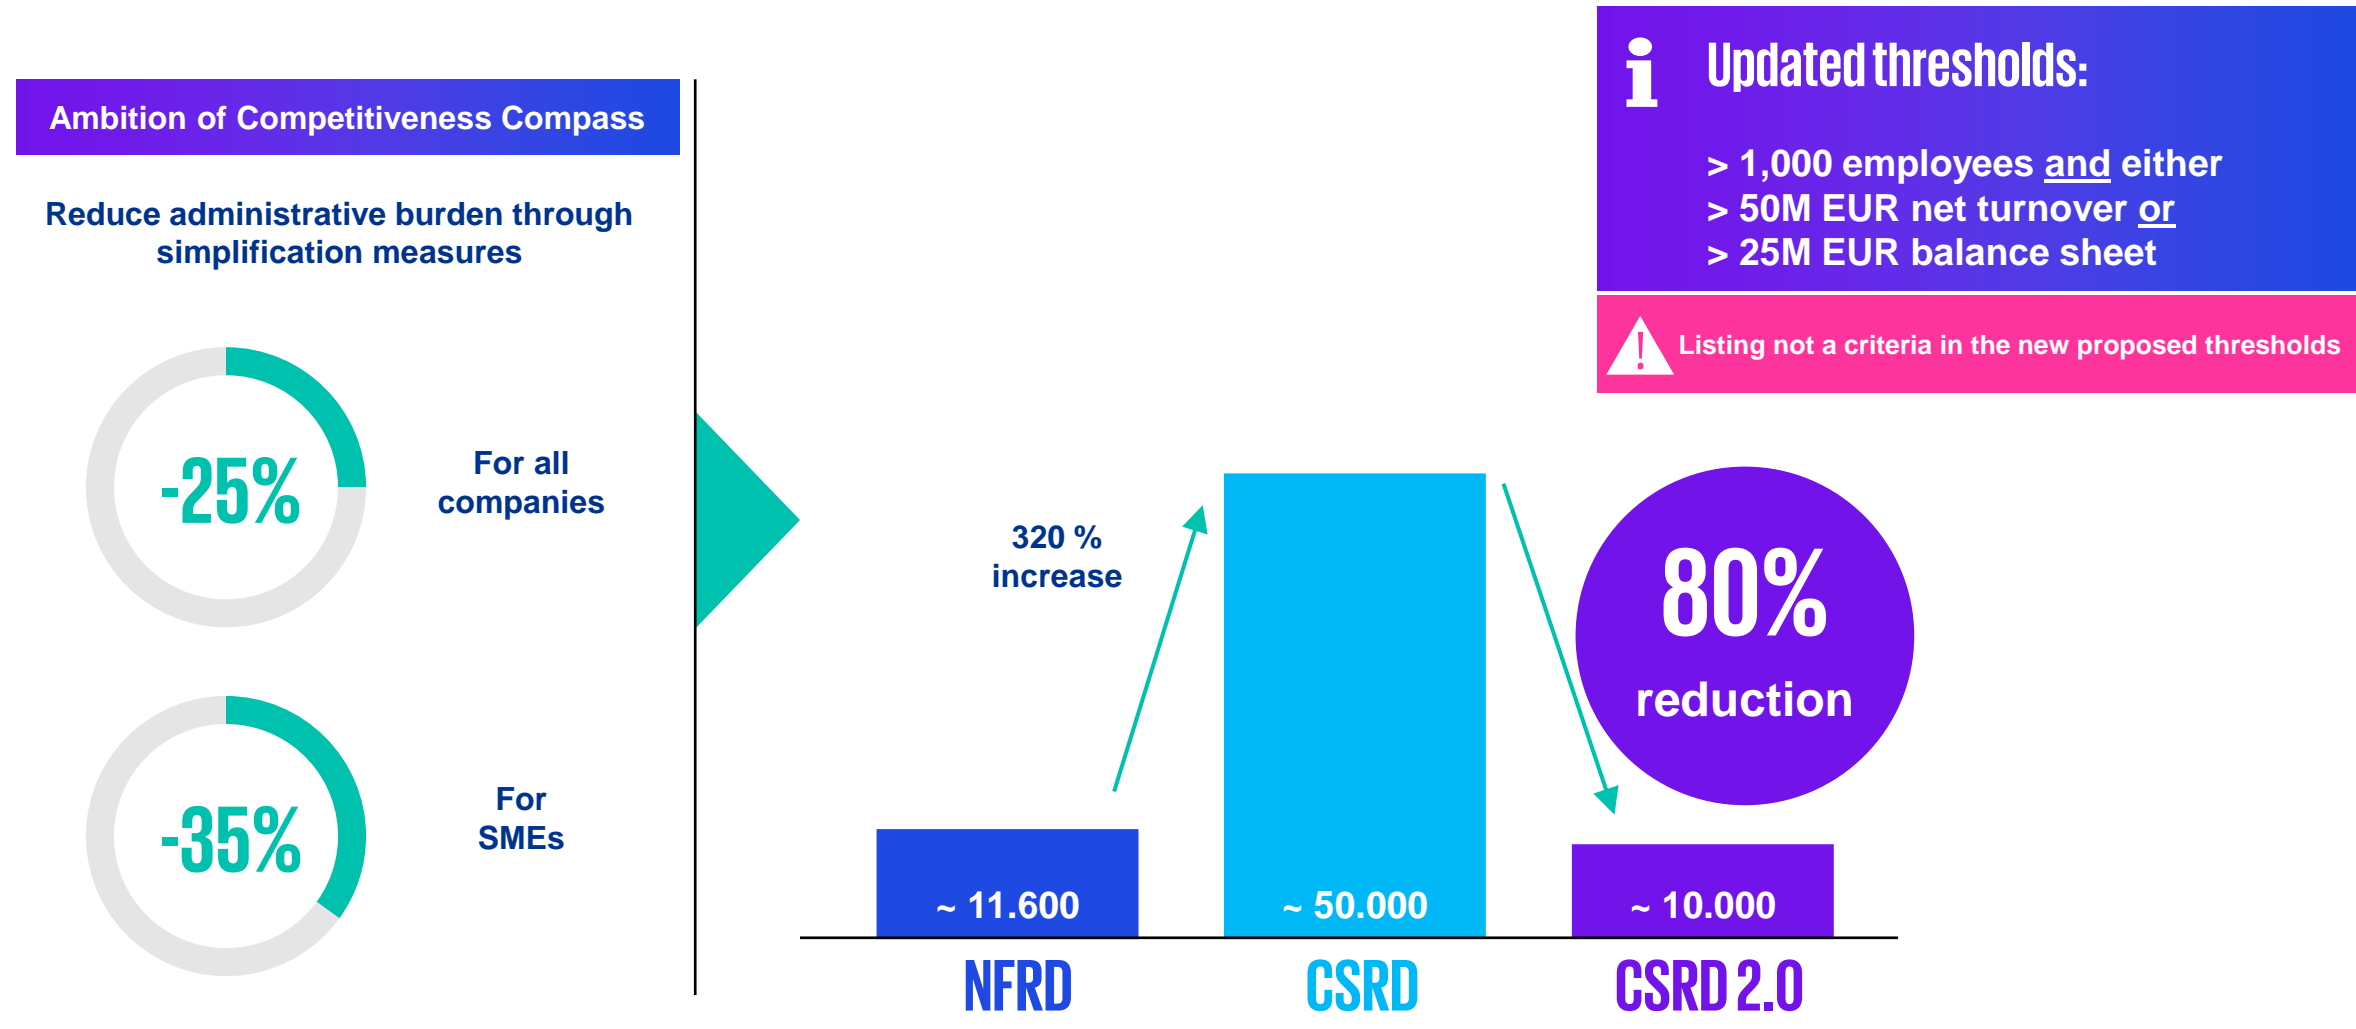 Ambition of Competitiveness Compass
Reduce administrative burden through
simplification measures
-25%
For all
companies
-35%
For
SMEs
i
Updated thresholds:
> 1,000 employees and either
> 50M EUR net turnover or
> 25M EUR balance sheet
!
Listing not a criteria in the new proposed thresholds
320 %
increase
80%
reduction
~ 11.600
~ 50.000
~ 10.000
NFRD
CSRD
CSRD 2.0